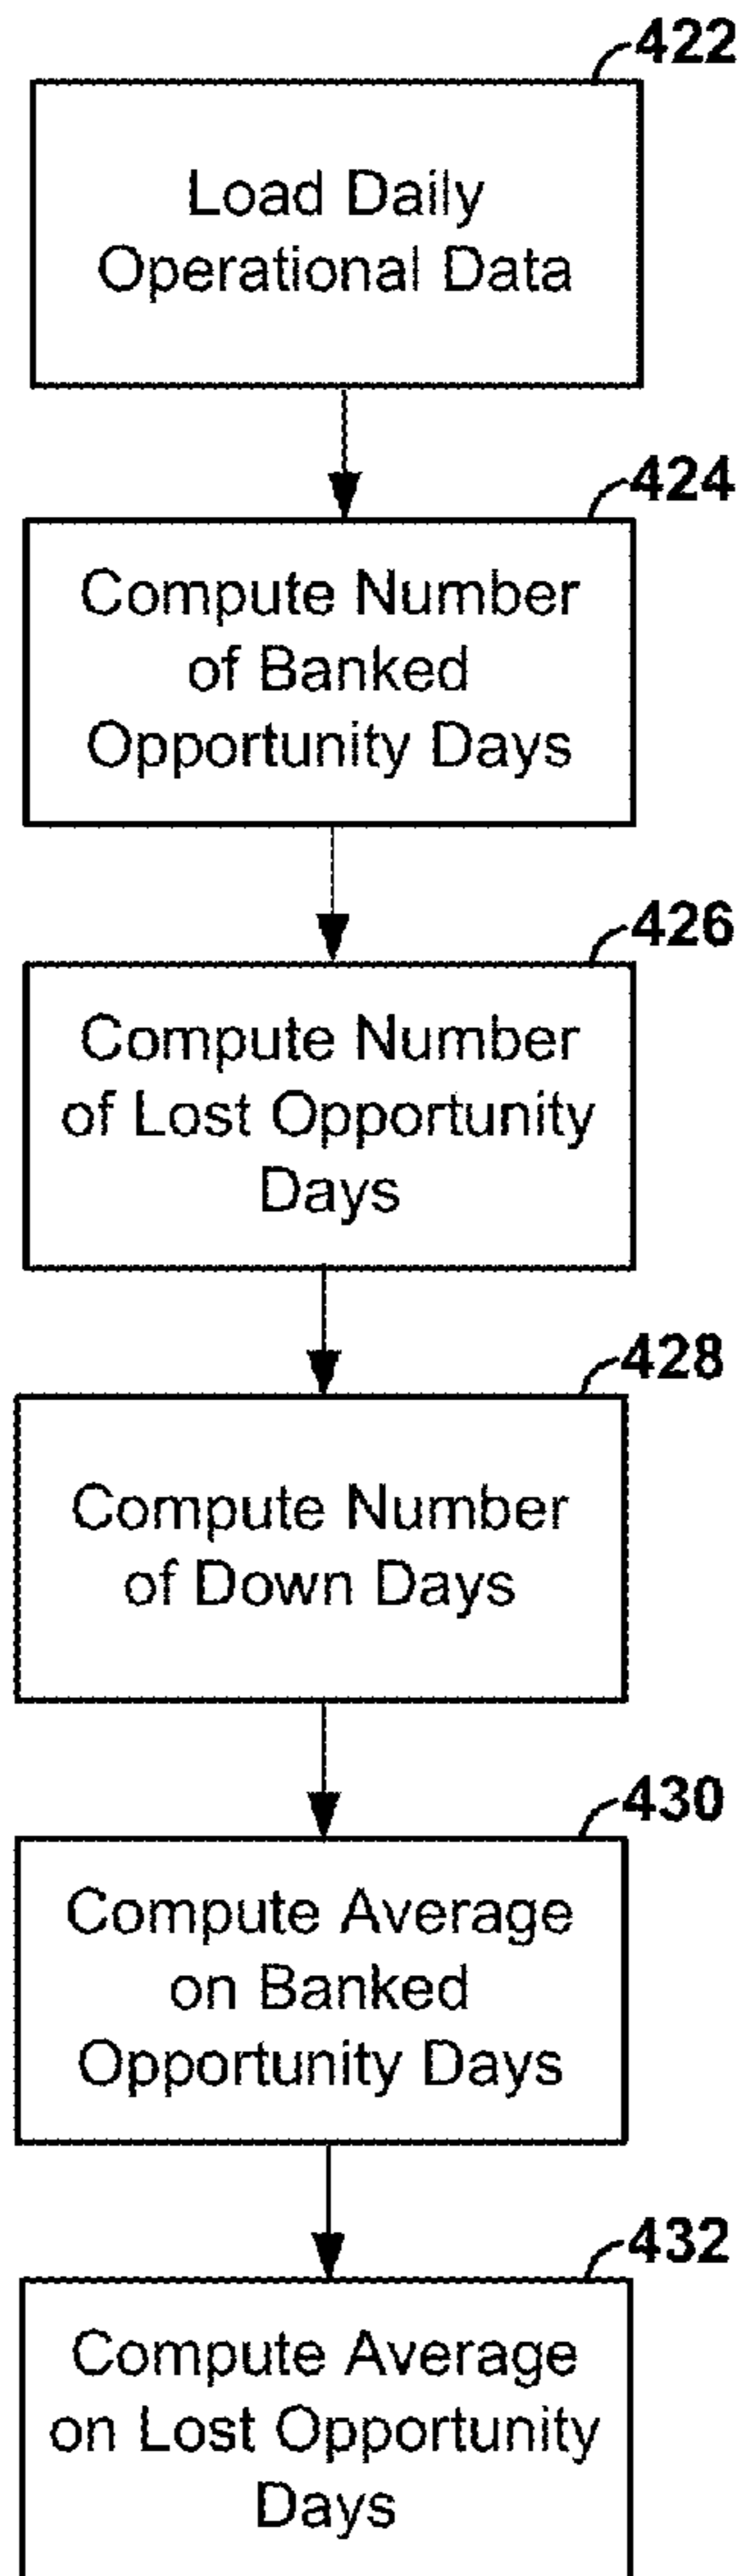 422
Load Daily
Operational Data
424
Compute Number
of Banked
Opportunity Days
426
Compute Number
of Lost Opportunity
Days
428
Compute Number
of Down Days
430
Compute Average
on Banked
Opportunity Days
432
Compute Average
on Lost Opportunity
Days